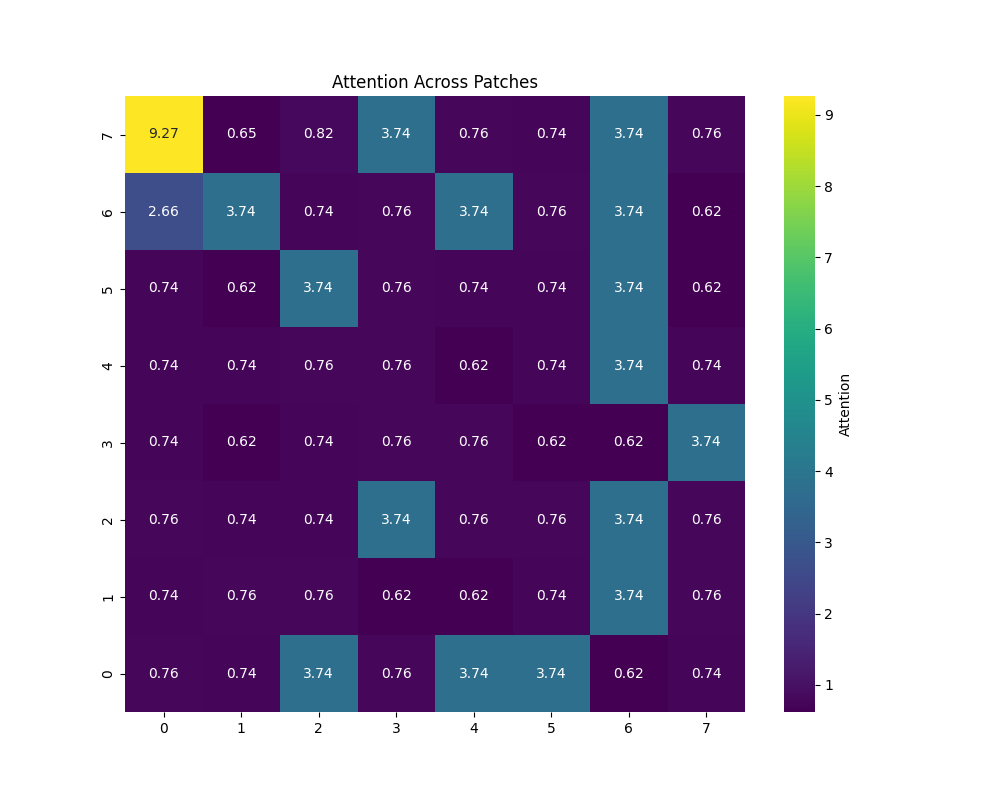 Attention Across Patches
7 9.27 0.65 0.82 3.74 0.76 0.74 3.74 0.76
6 2.66 3.74 0.74 0.76 3.74 0.76 3.74 0.62
5 0.74 0.62 3.74 0.76 0.74 0.74 3.74 0.62
4 0.74 0.74 0.76 0.76 0.62 0.74 3.74 0.74
3 0.74 0.62 0.74 0.76 0.76 0.62 0.62 3.74
2 0.76 0.74 0.74 3.74 0.76 0.76 3.74 0.76
1 0.74 0.76 0.76 0.62 0.62 0.74 3.74 0.76
0 0.76 0.74 3.74 0.76 3.74 3.74 0.62 0.74
0 1 2 3 4 5 6 7
9
8
7
6
5
4
3
2
1
Attention